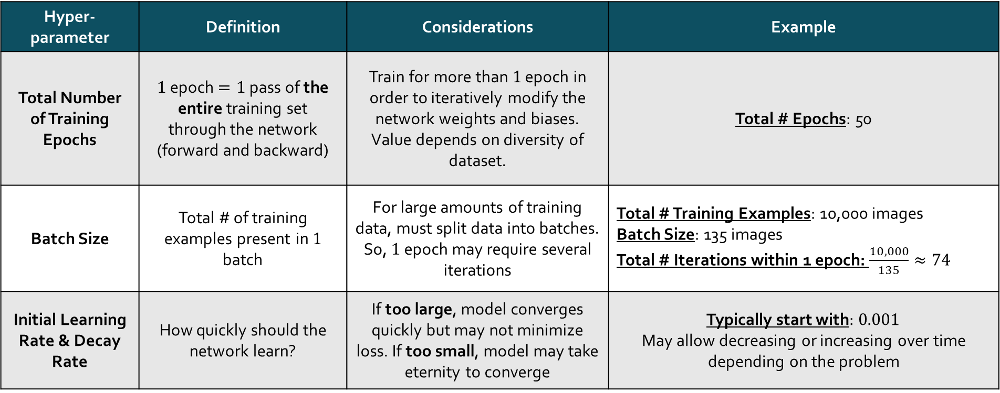 Hyper-
parameter
Definition
Considerations
Example
Total Number
of Training
Epochs
1 epoch = 1 pass of the
entire training set
through the network
(forward and backward)
Train for more than 1 epoch in
order to iteratively modify the
network weights and biases.
Value depends on diversity of
dataset.
Total # Epochs: 50
Batch Size
Total # of training
examples present in 1
batch
For large amounts of training
data, must split data into batches.
So, 1 epoch may require several
iterations
Total # Training Examples: 10,000 images
Batch Size: 135 images
Total # Iterations within 1 epoch: 10,000/135 ≈ 74
Initial Learning
Rate & Decay
Rate
How quickly should the
network learn?
If too large, model converges
quickly but may not minimize
loss. If too small, model may take
eternity to converge
Typically start with: 0.001
May allow decreasing or increasing over time
depending on the problem